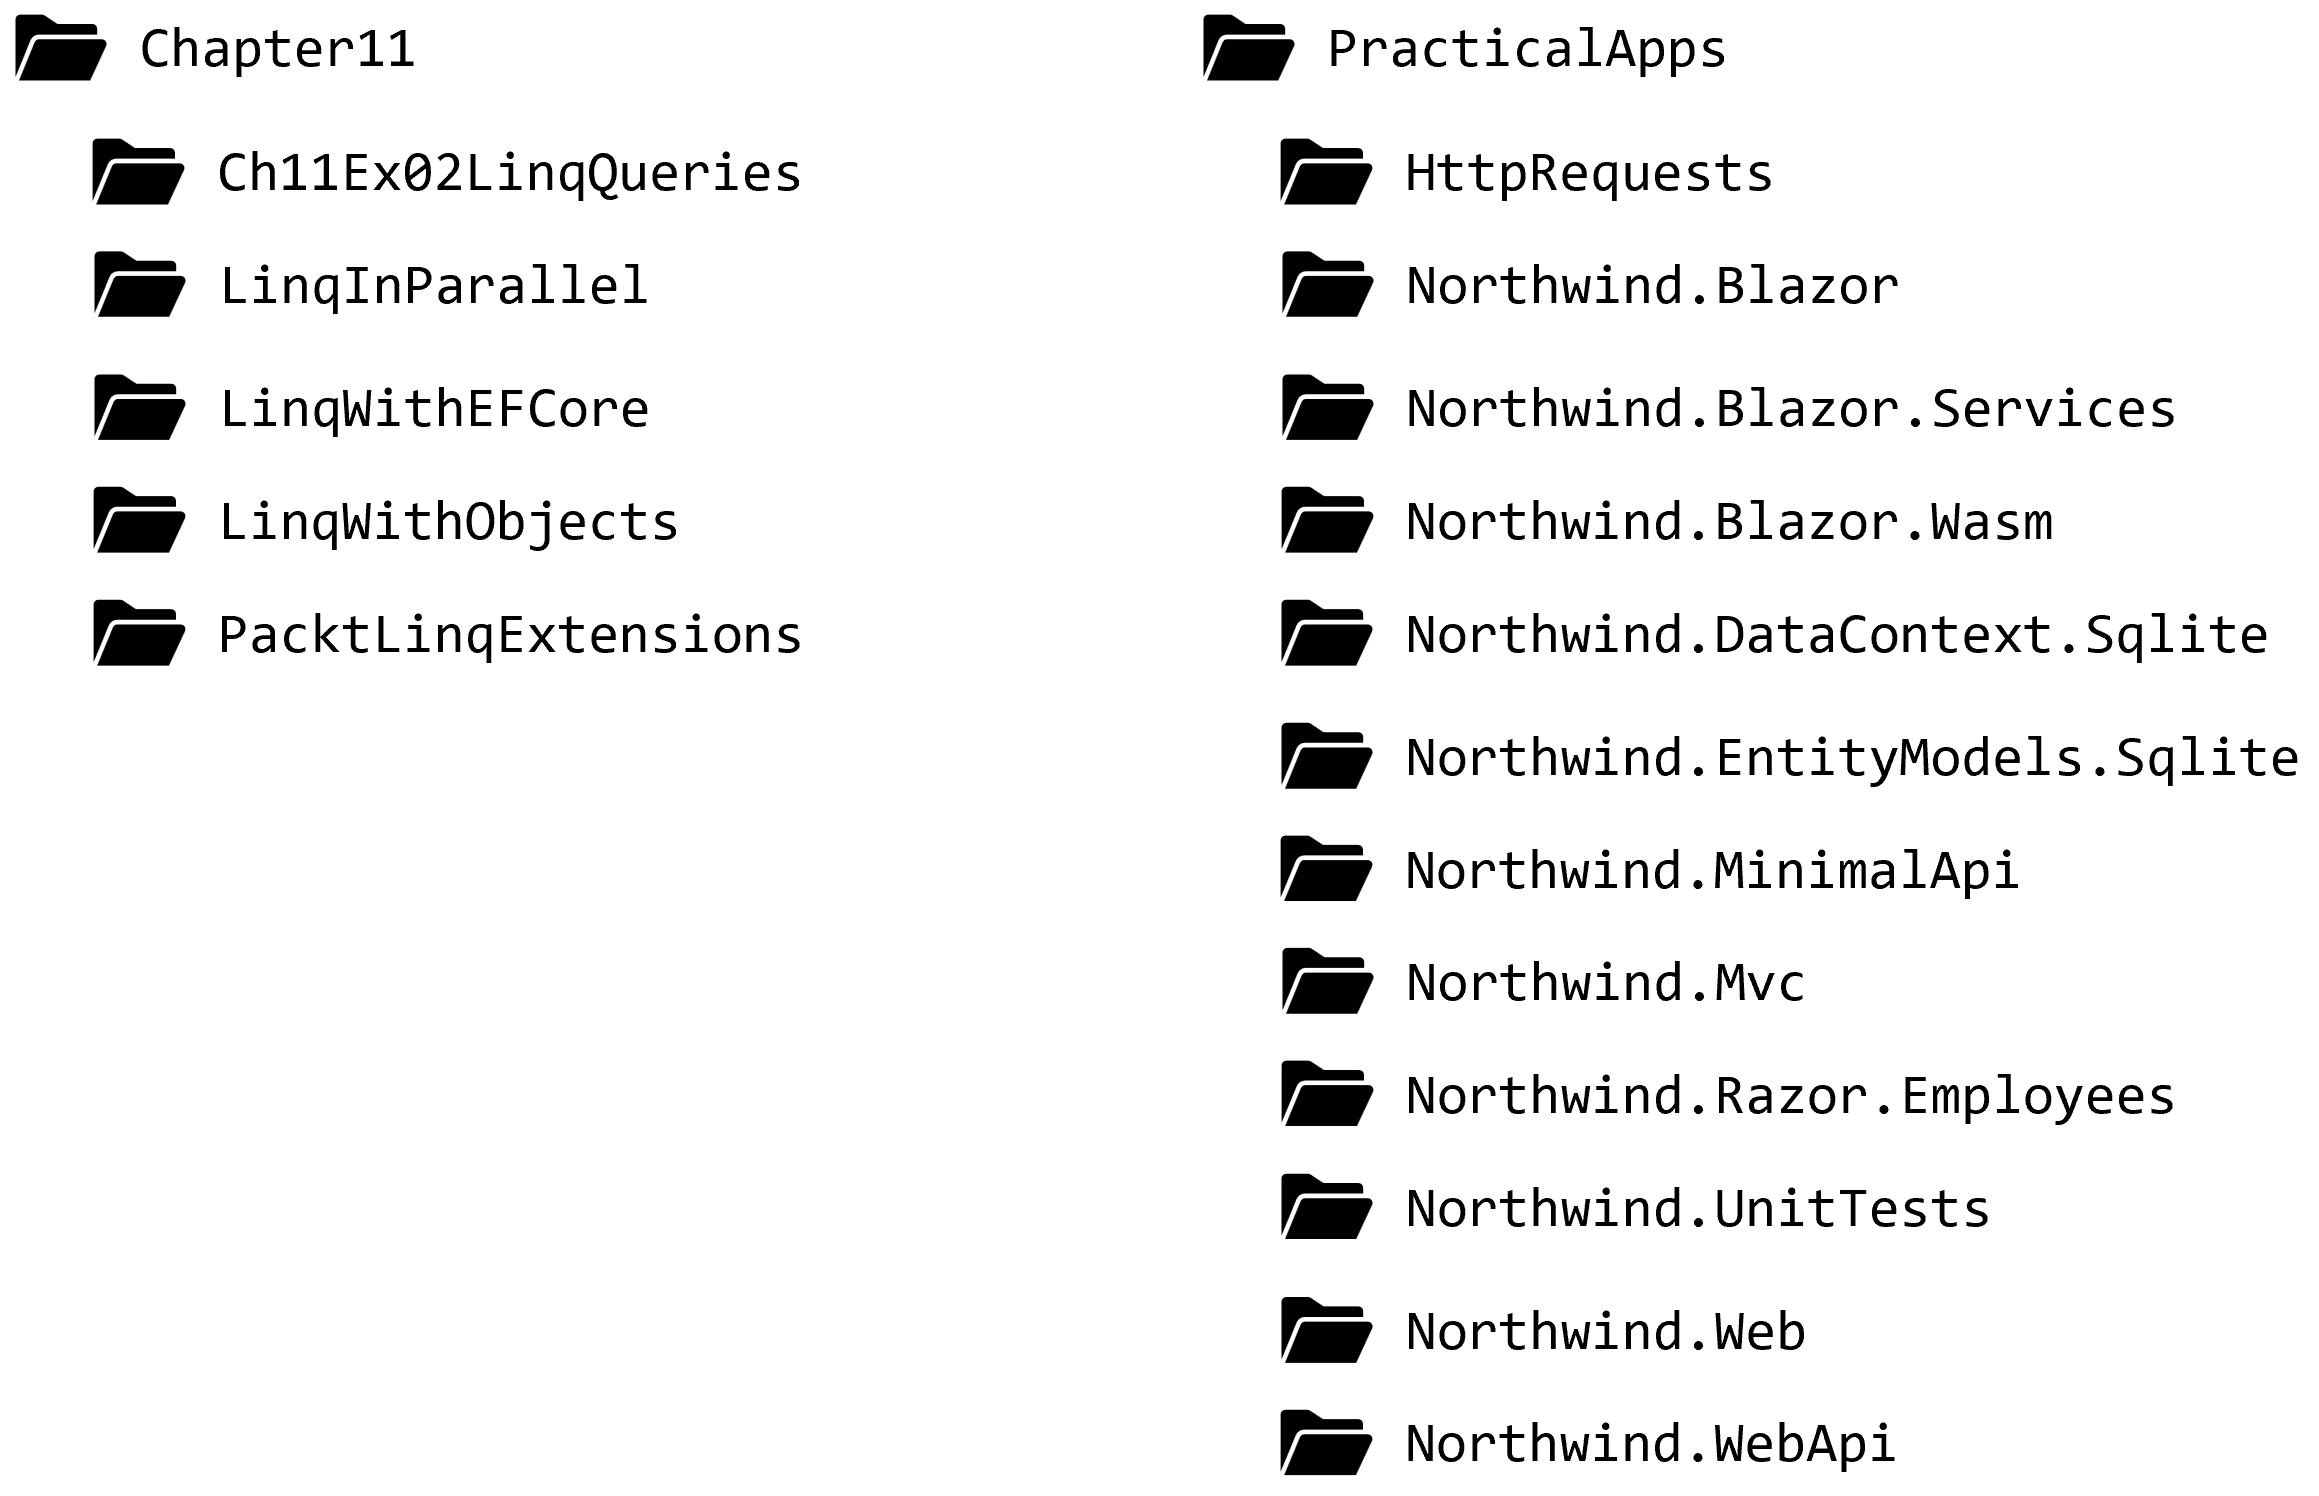 Chapter11
Ch11Ex02LinqQueries
LinqInParallel
LinqWithEFCore
LinqWithObjects
PacktLinqExtensions
PracticalApps
HttpRequests
Northwind.Blazor
Northwind.Blazor.Services
Northwind.Blazor.Wasm
Northwind.DataContext.Sqlite
Northwind.EntityModels.Sqlite
Northwind.MinimalApi
Northwind.Mvc
Northwind.Razor.Employees
Northwind.UnitTests
Northwind.Web
Northwind.WebApi